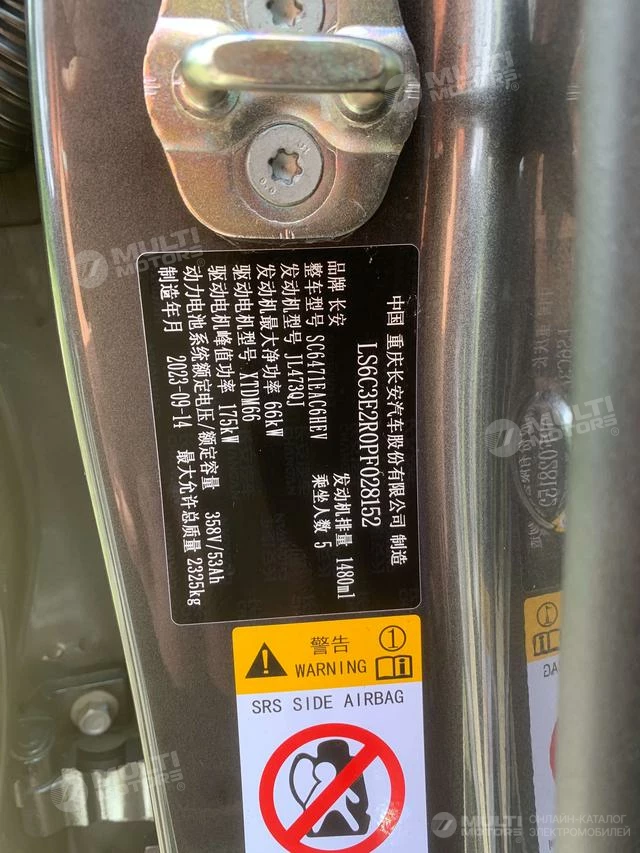 中国 重庆长安汽车股份有限公司 制造
LS6C3E2R0PF028152
品牌 长安
整车型号 SC6471EAC6HEV 乘坐人数 5
发动机型号 JL473QJ 发动机排量 1480ml
发动机最大净功率 66kW
驱动电机型号 XTDM66
驱动电机峰值功率 175kW
动力电池系统额定电压/额定容量 358V/53Ah
制造年月 2023-09-14 最大允许总质量 2325kg
警告 ①
WARNING
SRS SIDE AIRBAG
MULTI MOTORS
MULTI MOTORS
MULTI MOTORS
MULTI MOTORS
MULTI MOTORS
ОНЛАЙН-КАТАЛОГ
ЭЛЕКТРОМОБИЛЕЙ